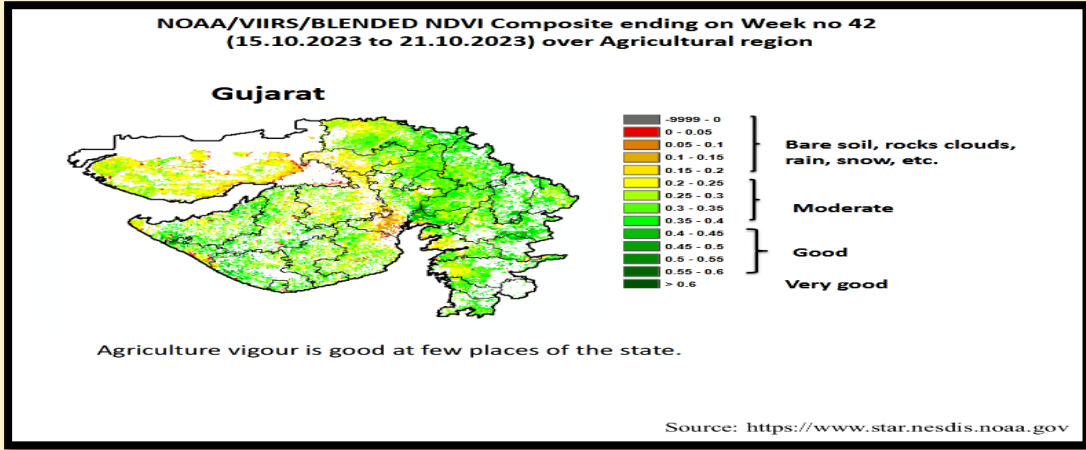 NOAA/VIIRS/BLENDED NDVI Composite ending on Week no 42
(15.10.2023 to 21.10.2023) over Agricultural region
Gujarat
-9999 - 0
0 - 0.05
0.05 - 0.1
0.1 - 0.15
0.15 - 0.2
0.2 - 0.25
0.25 - 0.3
0.3 - 0.35
0.35 - 0.4
0.4 - 0.45
0.45 - 0.5
0.5 - 0.55
0.55 - 0.6
> 0.6
Bare soil, rocks clouds,
rain, snow, etc.
Moderate
Good
Very good
Agriculture vigour is good at few places of the state.
Source: https://www.star.nesdis.noaa.gov